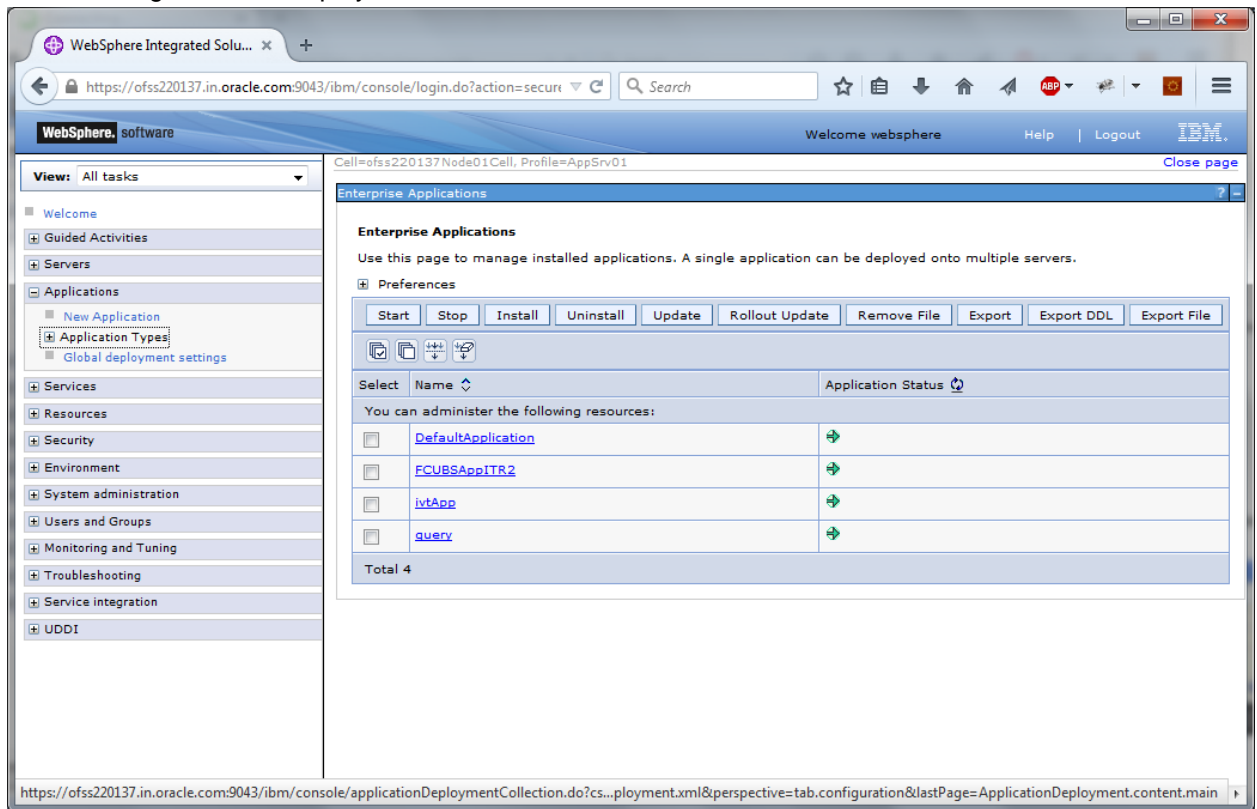 WebSphere Integrated Solu...
https://ofss220137.in.oracle.com:9043/ibm/console/login.do?action=secure
Search
ABP
WebSphere. software
Welcome websphere
Help | Logout
IBM.
Cell=ofss220137Node01Cell, Profile=AppSrv01
Close page
View: All tasks
Welcome
Guided Activities
Servers
Applications
New Application
Application Types
Global deployment settings
Services
Resources
Security
Environment
System administration
Users and Groups
Monitoring and Tuning
Troubleshooting
Service integration
UDDI
Enterprise Applications
? -
Enterprise Applications
Use this page to manage installed applications. A single application can be deployed onto multiple servers.
Preferences
Start Stop Install Uninstall Update Rollout Update Remove File Export Export DDL Export File
Select Name Application Status
You can administer the following resources:
DefaultApplication
FCUBSAppITR2
ivtApp
query
Total 4
https://ofss220137.in.oracle.com:9043/ibm/console/applicationDeploymentCollection.do?cs...ployment.xml&perspective=tab.configuration&lastPage=ApplicationDeployment.content.main